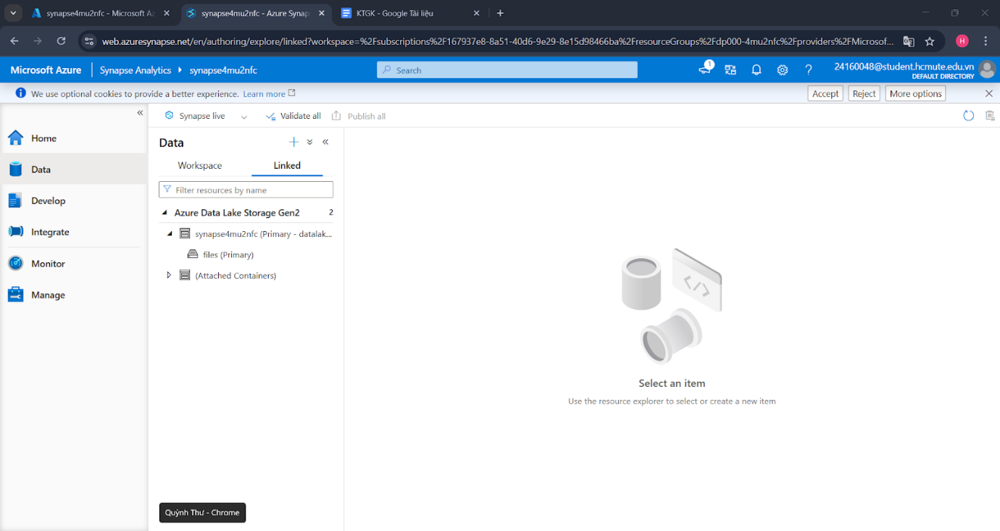 synapse4mu2nfc - Microsoft Az
synapse4mu2nfc - Azure Synap
KTGK - Google Tài liệu
web.azuresynapse.net/en/authoring/explore/linked?workspace=%2Fsubscriptions%2F167937e8-8a51-40d6-9e29-8e15d98466ba%2FresourceGroups%2Fdp000-4mu2nfc%2Fproviders%2FMicrosof...
H
Microsoft Azure
Synapse Analytics
synapse4mu2nfc
Search
1
24160048@student.hcmute.edu.vn
DEFAULT DIRECTORY
We use optional cookies to provide a better experience. Learn more
Accept
Reject
More options
Synapse live
Validate all
Publish all
Home
Data
Develop
Integrate
Monitor
Manage
Data
Workspace
Linked
Filter resources by name
Azure Data Lake Storage Gen2 2
synapse4mu2nfc (Primary - datalak...
files (Primary)
(Attached Containers)
Select an item
Use the resource explorer to select or create a new item
Quỳnh Thư - Chrome